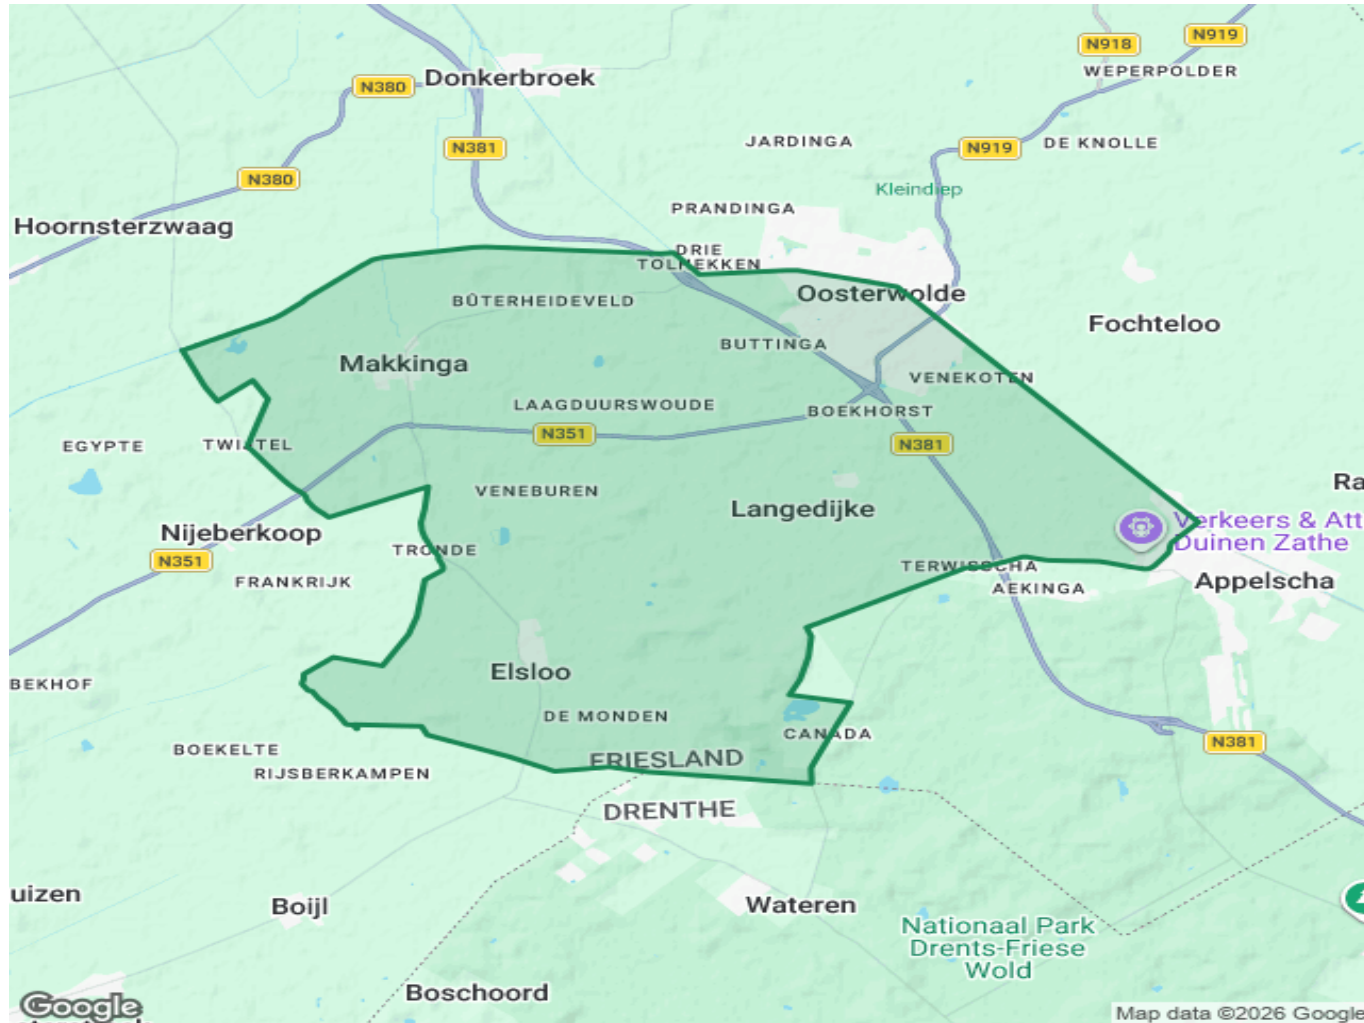 N918
N919
WEPERPOLDER
Donkerbroek
N380
N381
JARDINGA
N919
DE KNOLLE
N380
Kleindiep
PRANDINGA
Hoornsterzwaag
DRIE
TOLHEKKEN
BÛTERHEIDEVELD
Oosterwolde
Fochteloo
BUTTINGA
Makkinga
VENEKOTEN
LAAGDUURSWOUDE
BOEKHORST
N351
N381
EGYPTE
TWIJTEL
Ra
VENEBUREN
Langedijke
Verkeers & Att
Duinen Zathe
Nijeberkoop
TRONDE
N351
FRANKRIJK
TERWISSCHA
AEKINGA
Appelscha
Elsloo
BEKHOF
DE MONDEN
CANADA
N381
BOEKELTE
FRIESLAND
RIJSBERKAMPEN
DRENTHE
uizen
Boijl
Wateren
Nationaal Park
Drents-Friese
Wold
Boschoord
Google
Map data ©2026 Google